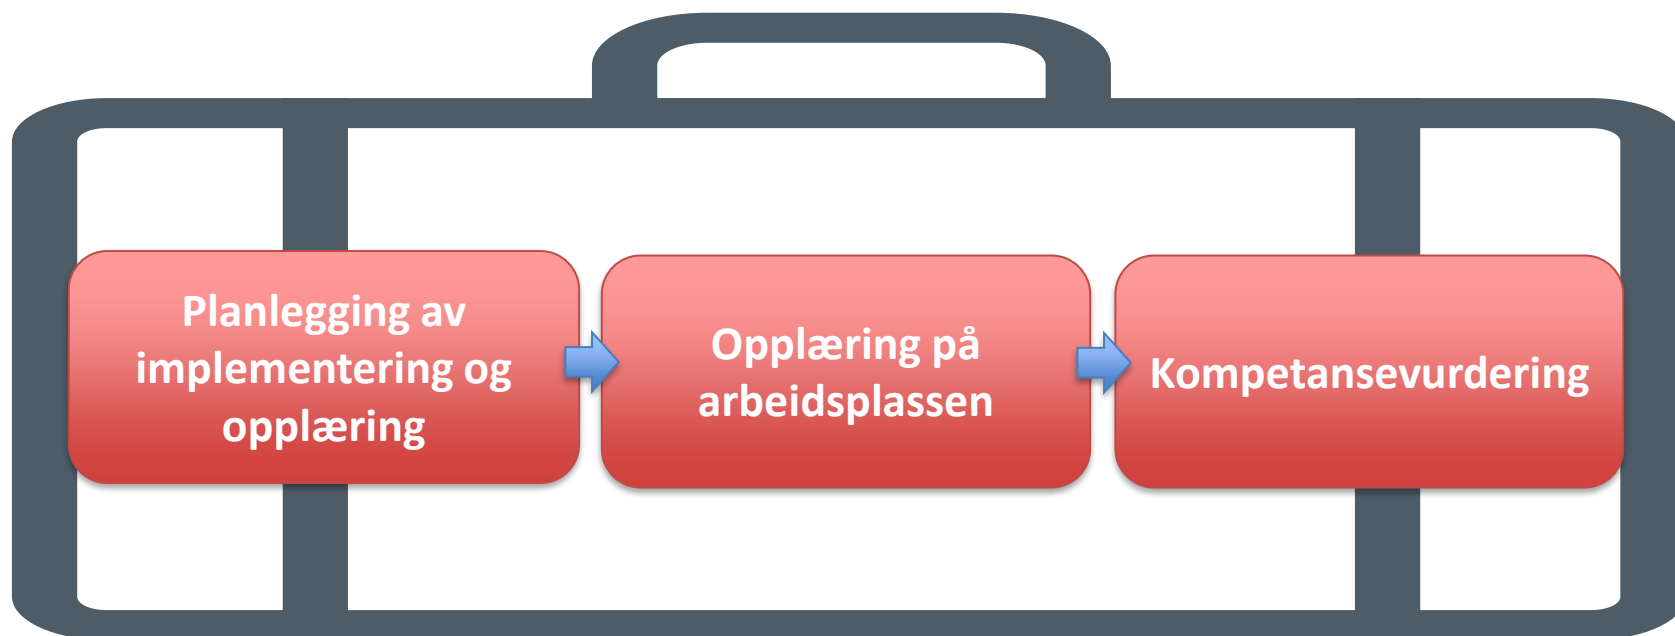 Planlegging av
implementering og
opplæring
Opplæring på
arbeidsplassen
Kompetansevurdering